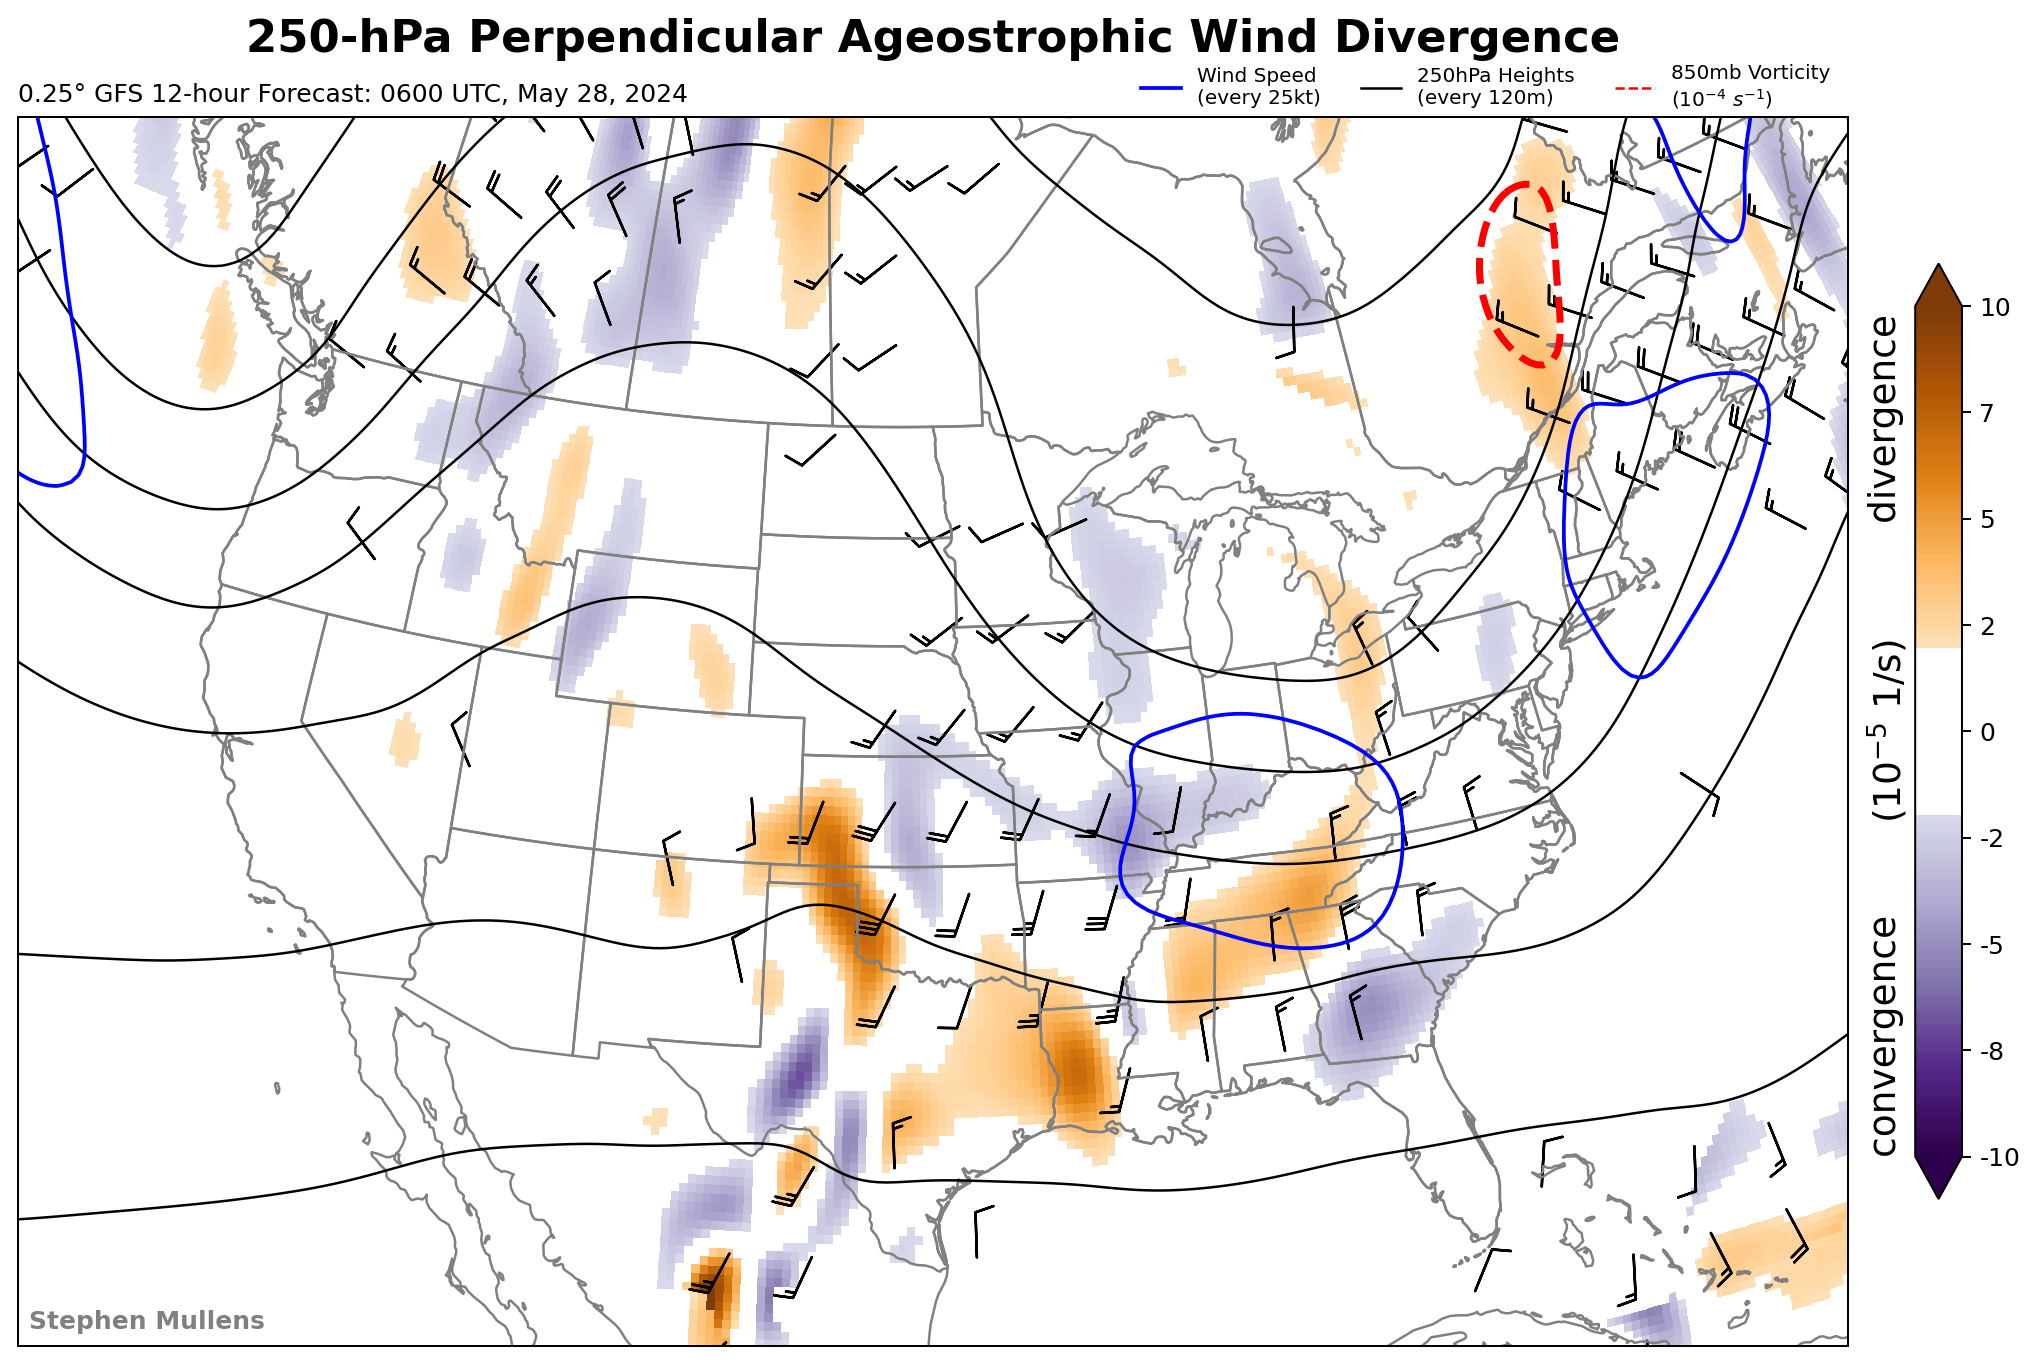 250-hPa Perpendicular Ageostrophic Wind Divergence
0.25° GFS 12-hour Forecast: 0600 UTC, May 28, 2024
Wind Speed
(every 25kt)
250hPa Heights
(every 120m)
850mb Vorticity
(10⁻⁴ s⁻¹)
10
7
5
2
0
-2
-5
-8
-10
convergence (10⁻⁵ 1/s) divergence
Stephen Mullens